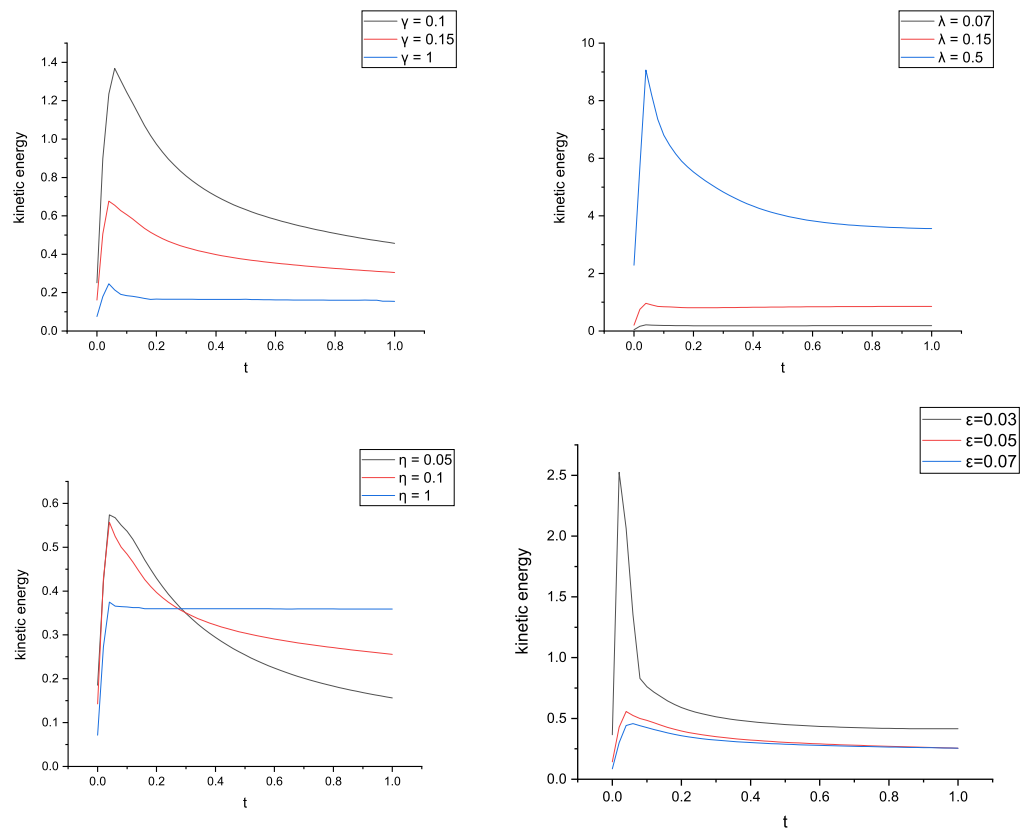 γ = 0.1
γ = 0.15
γ = 1
1.4
1.2
1.0
0.8
0.6
0.4
0.2
0.0
kinetic energy
0.0 0.2 0.4 0.6 0.8 1.0
t
λ = 0.07
λ = 0.15
λ = 0.5
10
8
6
4
2
0
kinetic energy
0.0 0.2 0.4 0.6 0.8 1.0
t
η = 0.05
η = 0.1
η = 1
0.6
0.5
0.4
0.3
0.2
0.1
0.0
kinetic energy
0.0 0.2 0.4 0.6 0.8 1.0
t
ε=0.03
ε=0.05
ε=0.07
2.5
2.0
1.5
1.0
0.5
0.0
kinetic energy
0.0 0.2 0.4 0.6 0.8 1.0
t